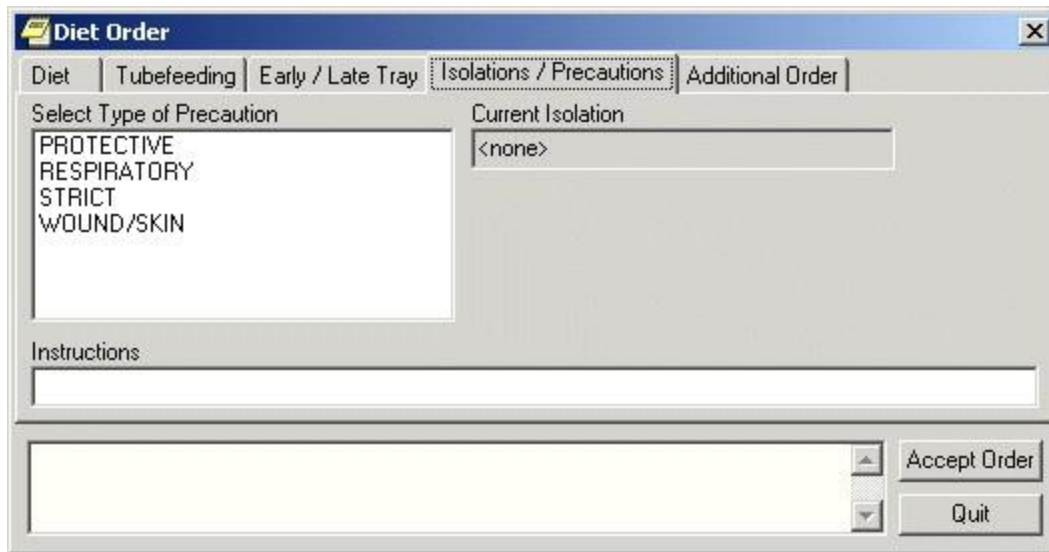 Diet Order
Diet Tubefeeding Early / Late Tray Isolations / Precautions Additional Order
Select Type of Precaution
PROTECTIVE
RESPIRATORY
STRICT
WOUND/SKIN
Current Isolation
<none>
Instructions
Accept Order
Quit